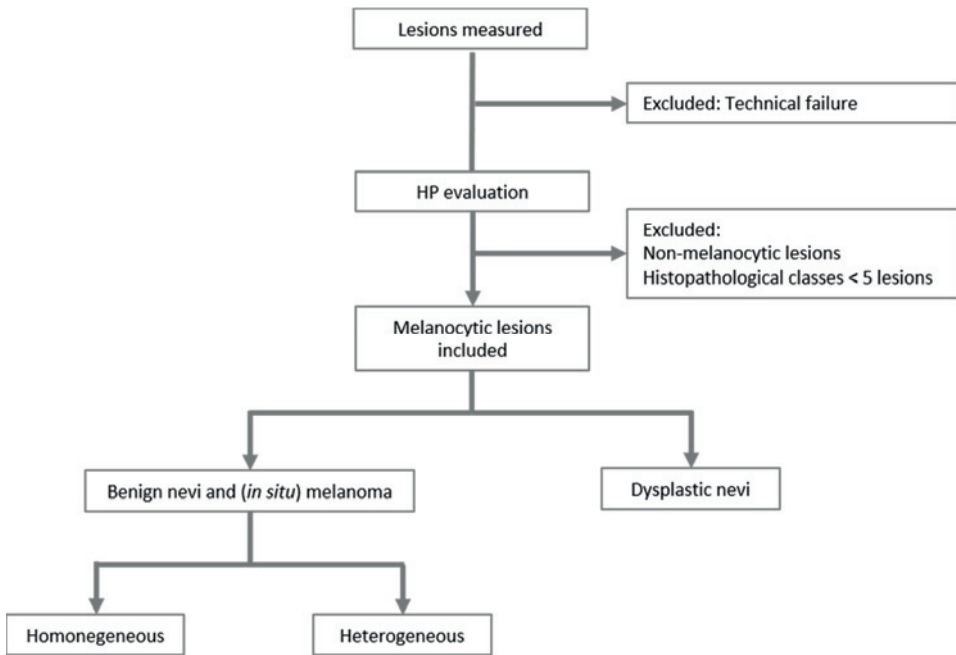 Lesions measured
Excluded: Technical failure
HP evaluation
Excluded:
Non-melanocytic lesions
Histopathological classes < 5 lesions
Melanocytic lesions
included
Benign nevi and (in situ) melanoma
Dysplastic nevi
Homonegeneous
Heterogeneous